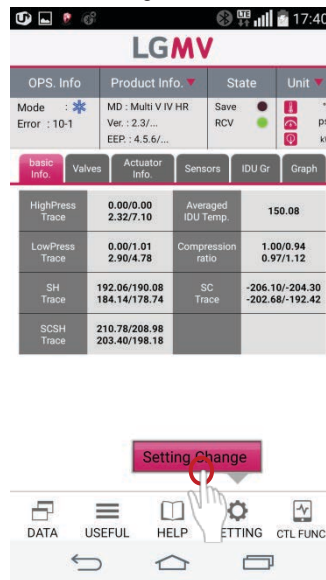 17:40
LGMV
OPS. Info Product Info. ▼ State Unit ▼
Mode : Error : 10-1
MD : Multi V IV HR
Ver. : 2.3/...
EEP. : 4.5.6/...
Save
RCV
basic Info. Valves Actuator Info. Sensors IDU Gr Graph
HighPress Trace 0.00/0.00 2.32/7.10 Averaged IDU Temp. 150.08
LowPress Trace 0.00/1.01 2.90/4.78 Compression ratio 1.00/0.94 0.97/1.12
SH Trace 192.06/190.08 184.14/178.74 SC Trace -206.10/-204.30 -202.68/-192.42
SCSH Trace 210.78/208.98 203.40/198.18
Setting Change
DATA USEFUL HELP ETTING CTL FUNC